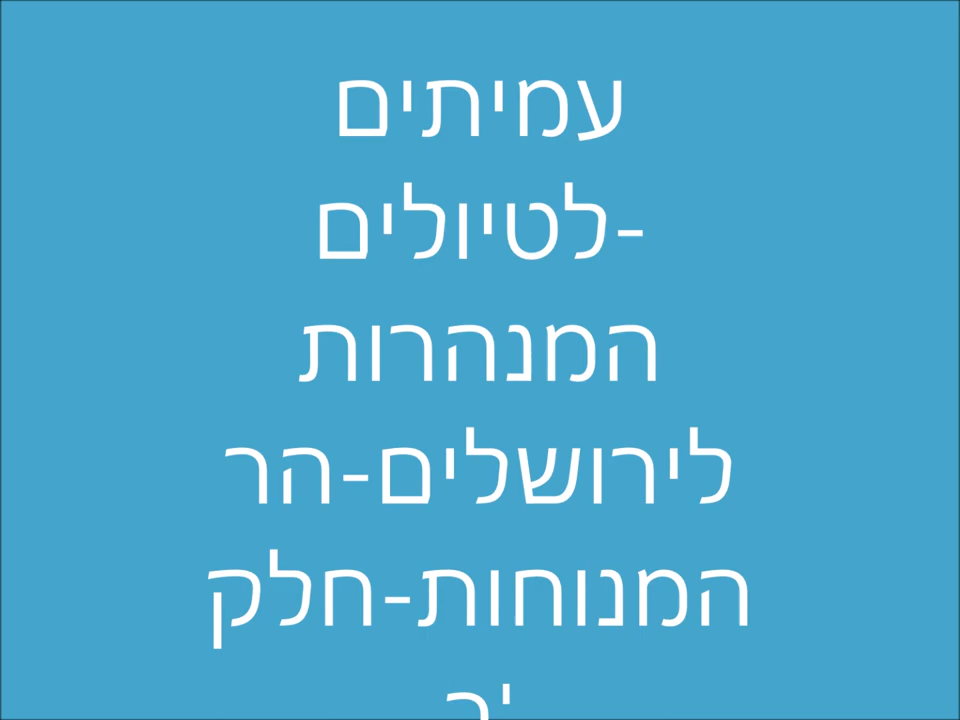 עמיתים
לטיולים-
המנהרות
לירושלים-הר
המנוחות-חלק